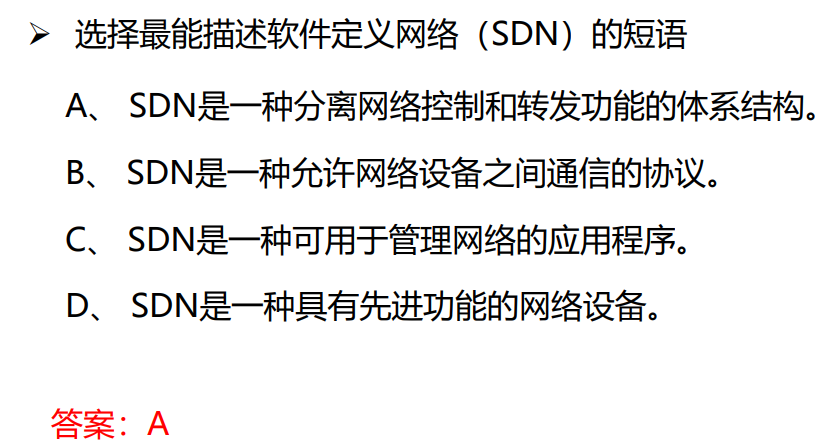 ➢ 选择最能描述软件定义网络（SDN）的短语
A、 SDN是一种分离网络控制和转发功能的体系结构。
B、 SDN是一种允许网络设备之间通信的协议。
C、 SDN是一种可用于管理网络的应用程序。
D、 SDN是一种具有先进功能的网络设备。
答案：A